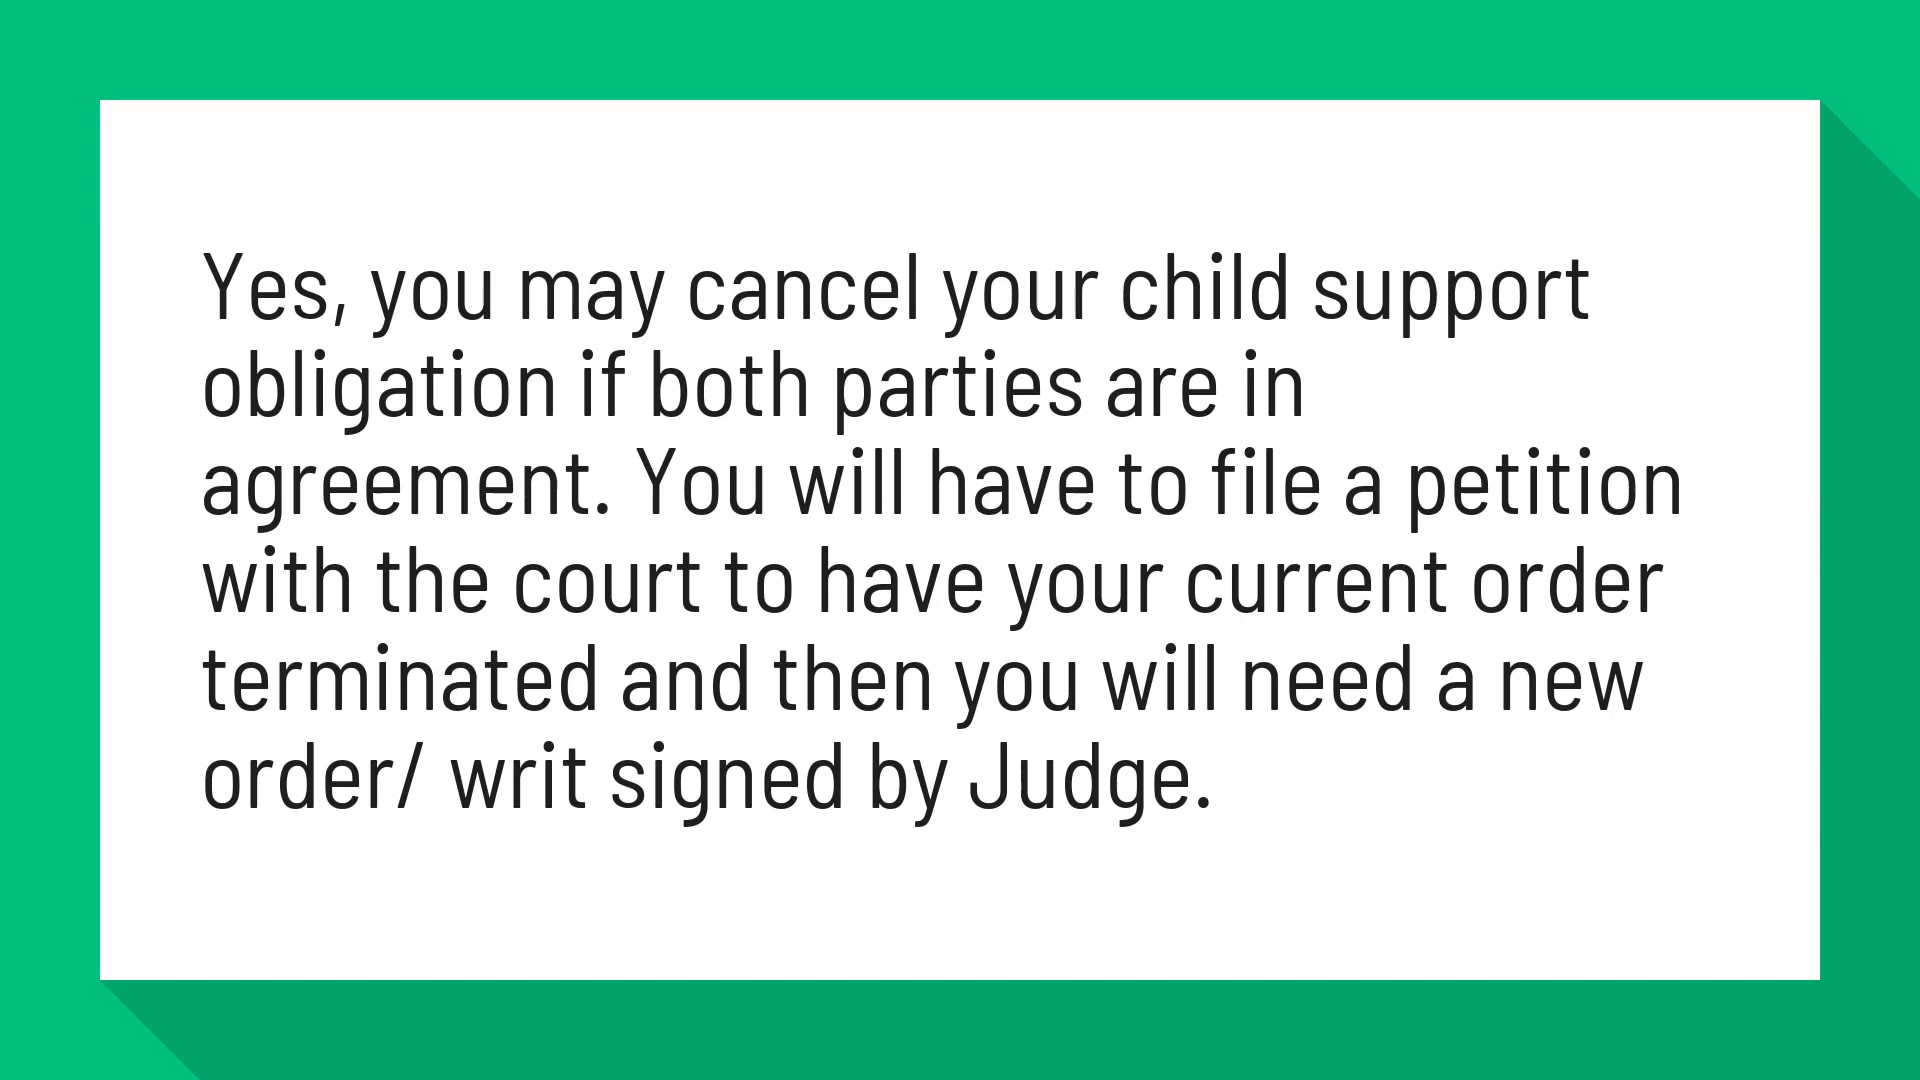 Yes, you may cancel your child support
obligation if both parties are in
agreement. You will have to file a petition
with the court to have your current order
terminated and then you will need a new
order/ writ signed by Judge.